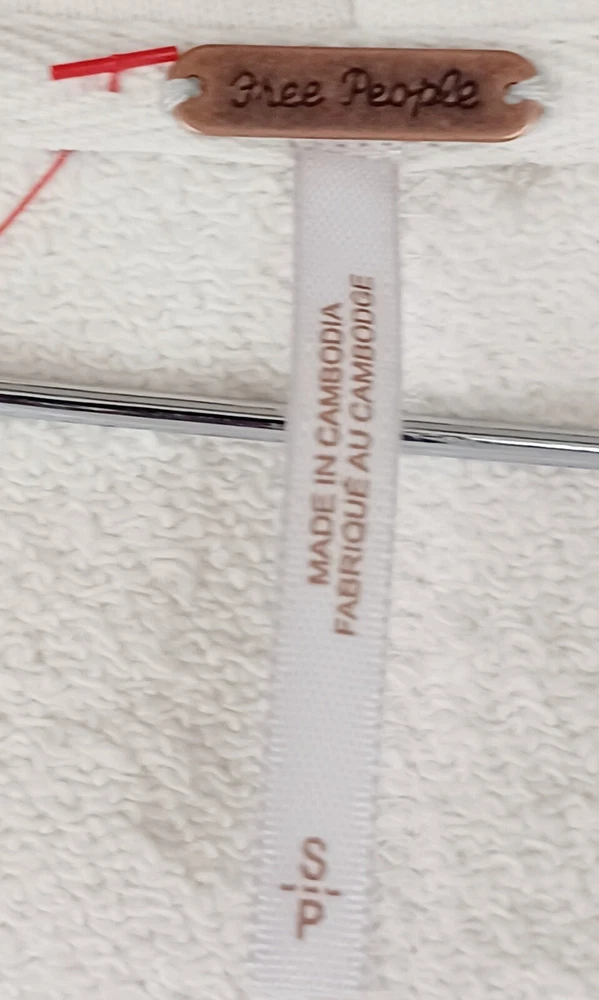 Free People
MADE IN CAMBODIA
FABRIQUÉ AU CAMBODGE
S
P